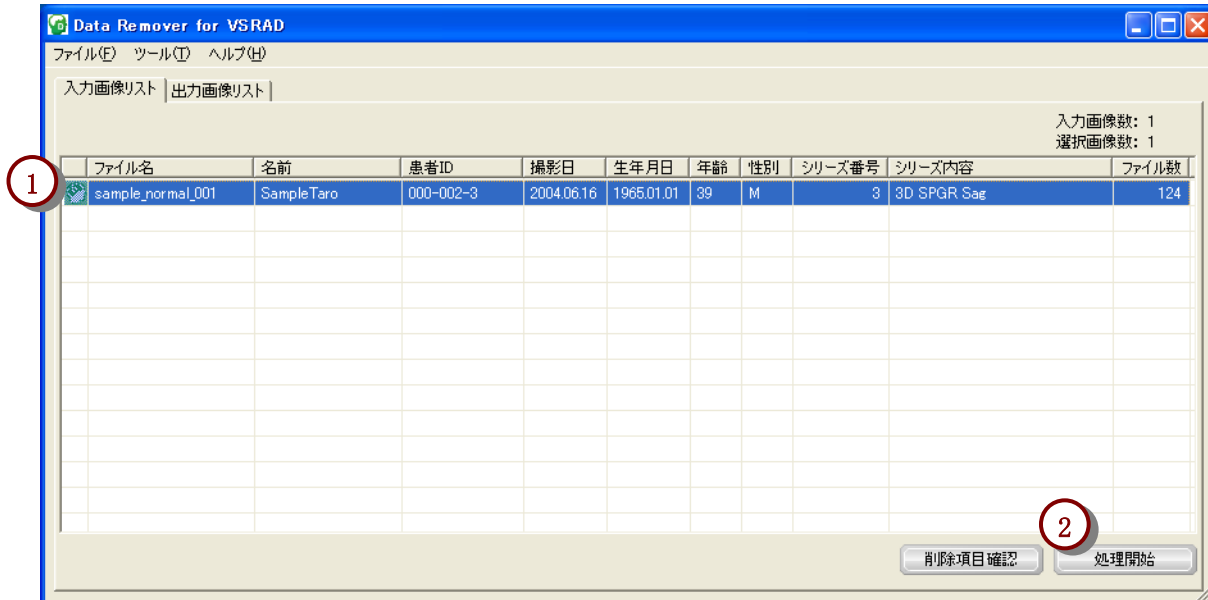 Data Remover for VSRAD
ファイル(F) ツール(T) ヘルプ(H)
入力画像リスト 出力画像リスト
入力画像数: 1
選択画像数: 1
ファイル名 名前 患者ID 撮影日 生年月日 年齢 性別 シリーズ番号 シリーズ内容 ファイル数
1 sample_normal_001 SampleTaro 000-002-3 2004.06.16 1965.01.01 39 M 3 3D SPGR Sag 124
2
削除項目確認 処理開始